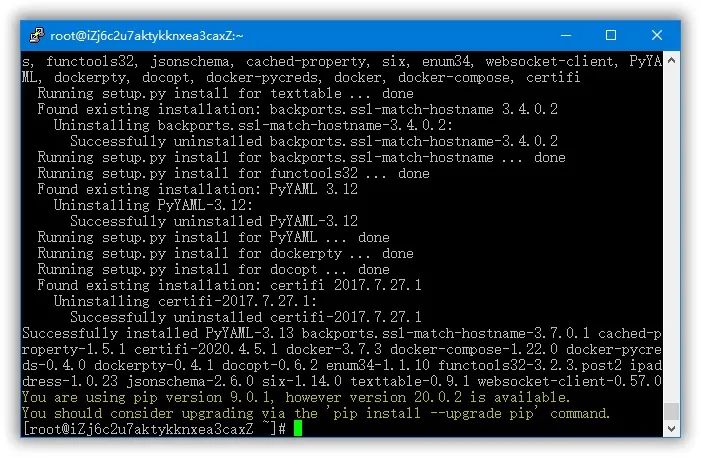 root@iZj6c2u7aktykknxea3caxZ:~
s, functools32, jsonschema, cached-property, six, enum34, websocket-client, PyYA
ML, dockerpty, docopt, docker-pycreds, docker, docker-compose, certifi
  Running setup.py install for texttable ... done
  Found existing installation: backports.ssl-match-hostname 3.4.0.2
    Uninstalling backports.ssl-match-hostname-3.4.0.2:
      Successfully uninstalled backports.ssl-match-hostname-3.4.0.2
  Running setup.py install for backports.ssl-match-hostname ... done
  Running setup.py install for functools32 ... done
  Found existing installation: PyYAML 3.12
    Uninstalling PyYAML-3.12:
      Successfully uninstalled PyYAML-3.12
  Running setup.py install for PyYAML ... done
  Running setup.py install for dockerpty ... done
  Running setup.py install for docopt ... done
  Found existing installation: certifi 2017.7.27.1
    Uninstalling certifi-2017.7.27.1:
      Successfully uninstalled certifi-2017.7.27.1
Successfully installed PyYAML-3.13 backports.ssl-match-hostname-3.7.0.1 cached-p
roperty-1.5.1 certifi-2020.4.5.1 docker-3.7.3 docker-compose-1.22.0 docker-pycre
ds-0.4.0 dockerpty-0.4.1 docopt-0.6.2 enum34-1.1.10 functools32-3.2.3.post2 ipad
dress-1.0.23 jsonschema-2.6.0 six-1.14.0 texttable-0.9.1 websocket-client-0.57.0
You are using pip version 9.0.1, however version 20.0.2 is available.
You should consider upgrading via the 'pip install --upgrade pip' command.
[root@iZj6c2u7aktykknxea3caxZ ~]#